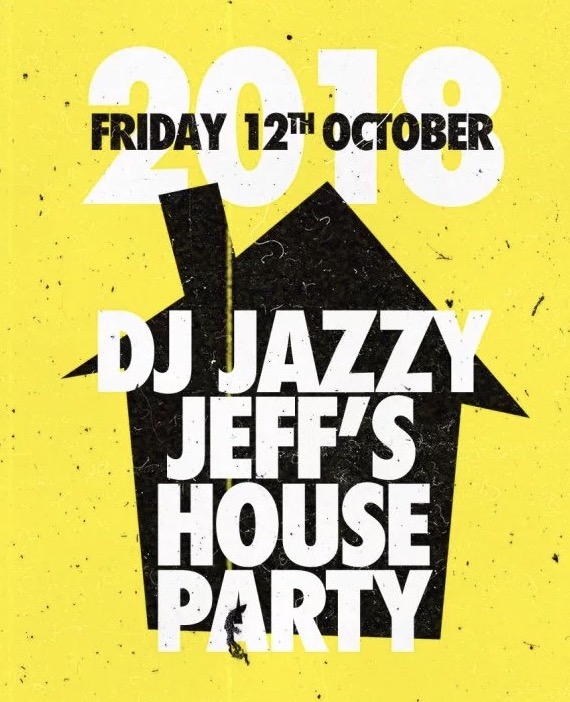 2018
FRIDAY 12TH OCTOBER
DJ JAZZY
JEFF'S
HOUSE
PARTY